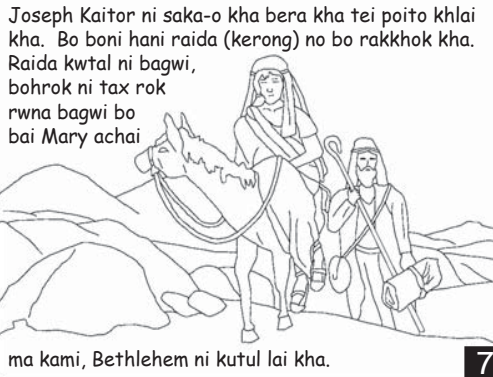 Joseph Kaitor ni saka-o kha bera kha tei poito khlai
kha. Bo boni hani raida (kerong) no bo rakkhok kha.
Raida kwtal ni bagwi,
bohrok ni tax rok
rwna bagwi bo
bai Mary achai
ma kami, Bethlehem ni kutul lai kha.
7